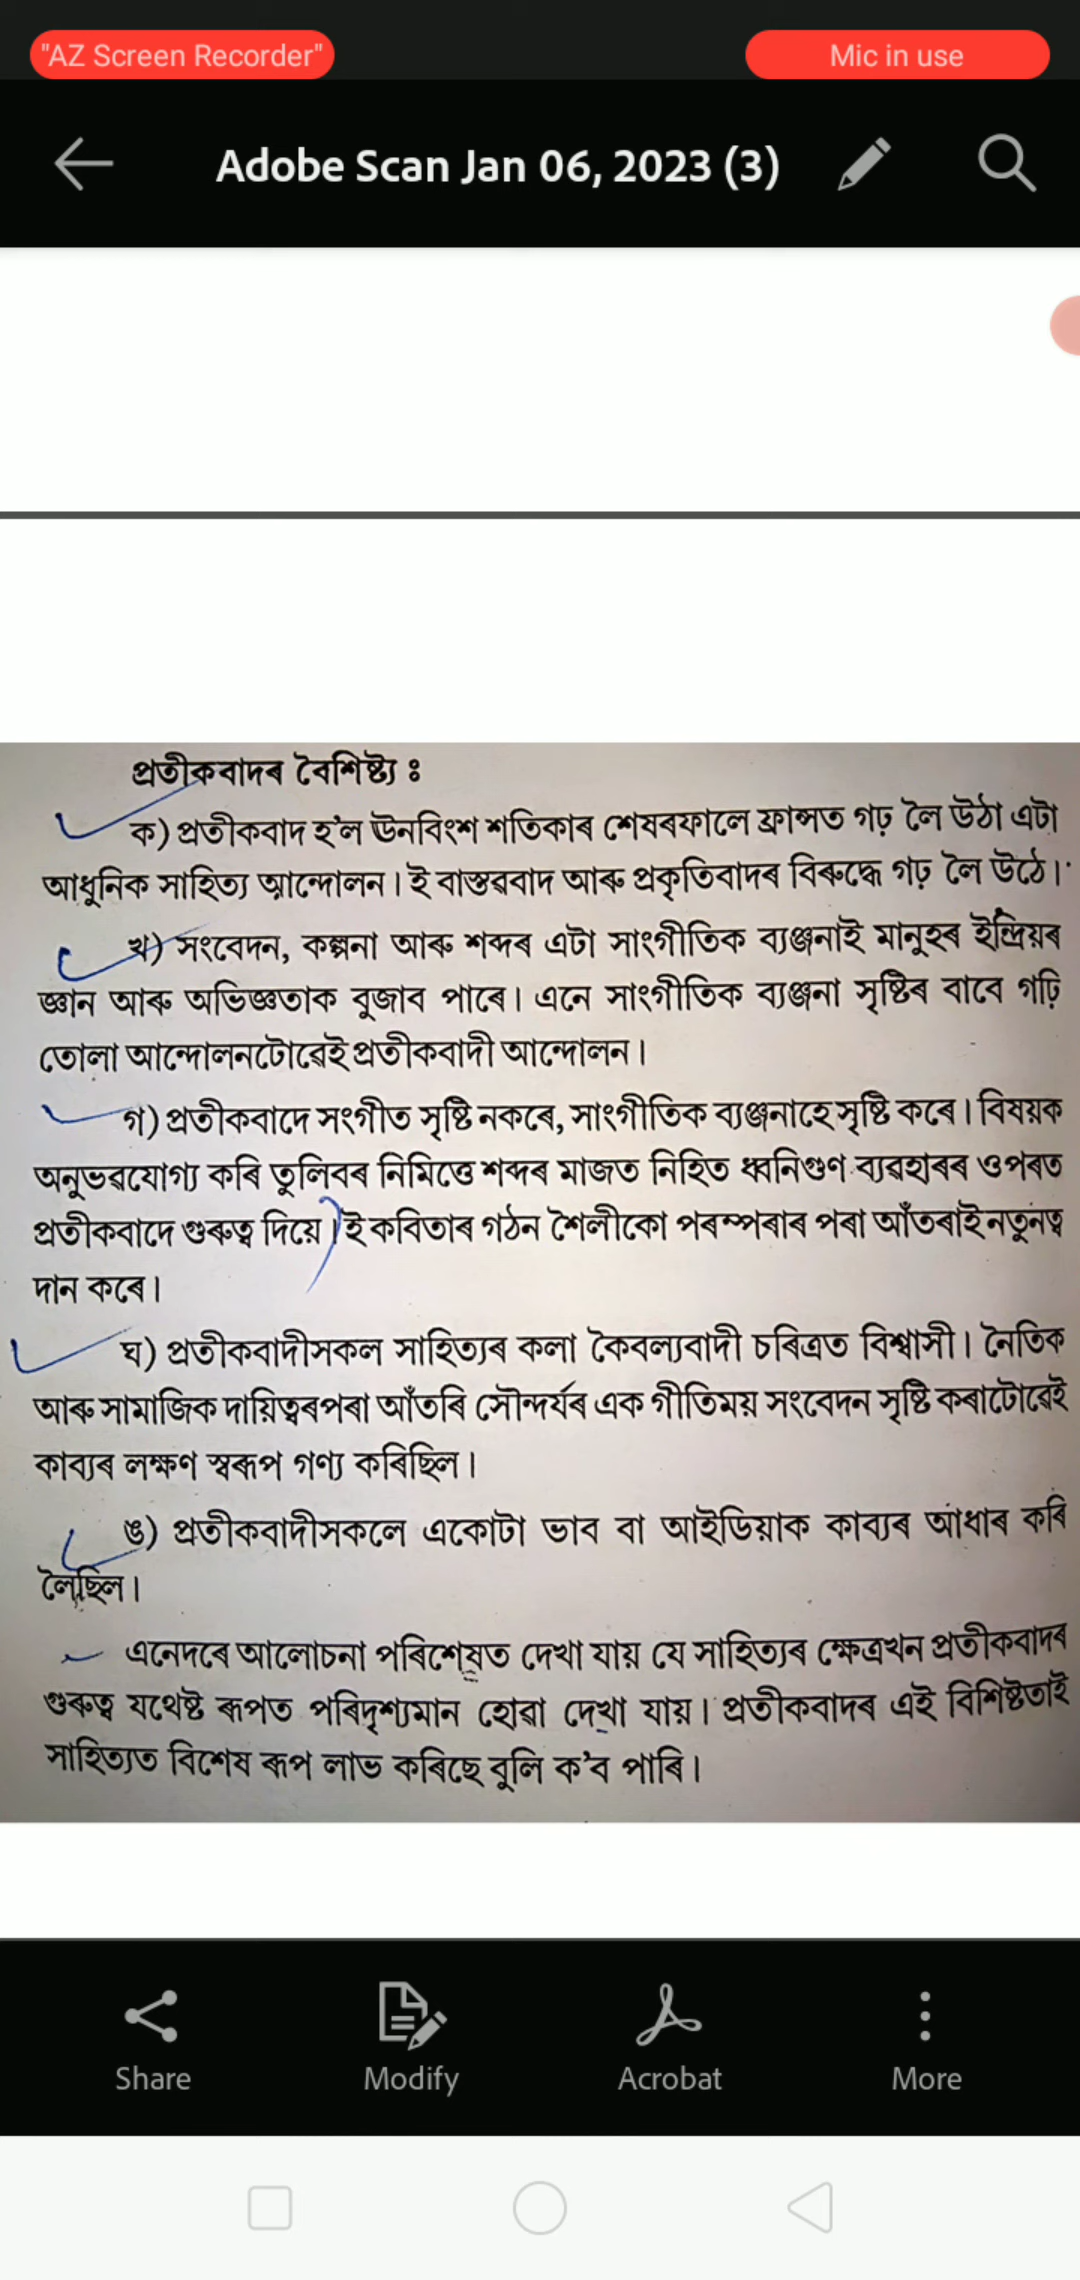 "AZ Screen Recorder" Mic in use
Adobe Scan Jan 06, 2023 (3)
প্ৰতীকবাদৰ বৈশিষ্ট্য ঃ
ক) প্ৰতীকবাদ হ'ল ঊনবিংশ শতিকাৰ শেষৰফালে ফ্ৰান্সত গঢ় লৈ উঠা এটা
আধুনিক সাহিত্য আন্দোলন। ই বাস্তৱবাদ আৰু প্ৰকৃতিবাদৰ বিৰুদ্ধে গঢ় লৈ উঠে।
খ) সংবেদন, কল্পনা আৰু শব্দৰ এটা সাংগীতিক ব্যঞ্জনাই মানুহৰ ইন্দ্ৰিয়ৰ
জ্ঞান আৰু অভিজ্ঞতাক বুজাব পাৰে। এনে সাংগীতিক ব্যঞ্জনা সৃষ্টিৰ বাবে গঢ়ি
তোলা আন্দোলনটোৱেই প্ৰতীকবাদী আন্দোলন।
গ) প্ৰতীকবাদে সংগীত সৃষ্টি নকৰে, সাংগীতিক ব্যঞ্জনাহে সৃষ্টি কৰে। বিষয়ক
অনুভৱযোগ্য কৰি তুলিবৰ নিমিত্তে শব্দৰ মাজত নিহিত ধ্বনিগুণ ব্যৱহাৰৰ ওপৰত
প্ৰতীকবাদে গুৰুত্ব দিয়ে। ই কবিতাৰ গঠন শৈলীকো পৰম্পৰাৰ পৰা আঁতৰাই নতুনত্ব
দান কৰে।
ঘ) প্ৰতীকবাদীসকল সাহিত্যৰ কলা কৈবল্যবাদী চৰিত্ৰত বিশ্বাসী। নৈতিক
আৰু সামাজিক দায়িত্বৰপৰা আঁতৰি সৌন্দৰ্যৰ এক গীতিময় সংবেদন সৃষ্টি কৰাটোৱেই
কাব্যৰ লক্ষণ স্বৰূপ গণ্য কৰিছিল।
ঙ) প্ৰতীকবাদীসকলে একোটা ভাব বা আইডিয়াক কাব্যৰ আধাৰ কৰি
লৈছিল।
এনেদৰে আলোচনা পৰিশেষত দেখা যায় যে সাহিত্যৰ ক্ষেত্ৰখন প্ৰতীকবাদৰ
গুৰুত্ব যথেষ্ট ৰূপত পৰিদৃশ্যমান হোৱা দেখা যায়। প্ৰতীকবাদৰ এই বিশিষ্টতাই
সাহিত্যত বিশেষ ৰূপ লাভ কৰিছে বুলি ক'ব পাৰি।
Share Modify Acrobat More